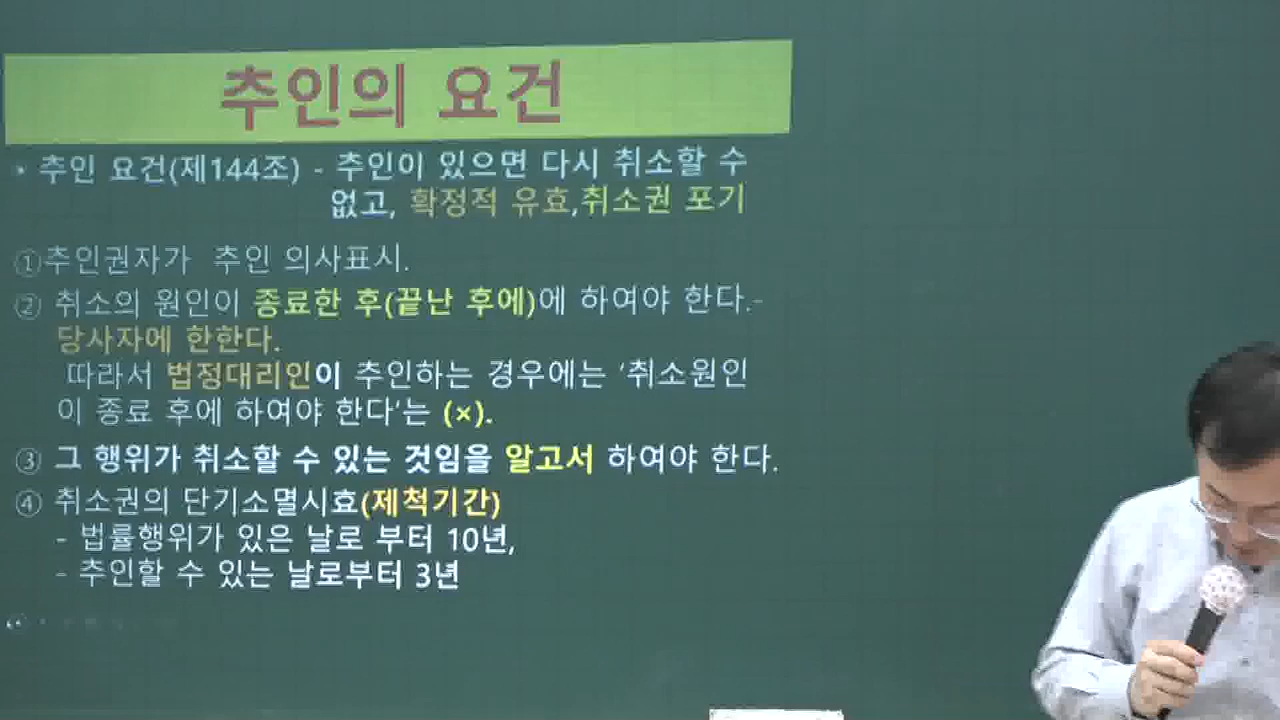 추인의 요건
* 추인 요건(제144조) - 추인이 있으면 다시 취소할 수
없고, 확정적 유효,취소권 포기
①추인권자가 추인 의사표시.
② 취소의 원인이 종료한 후(끝난 후에)에 하여야 한다.-
당사자에 한한다.
따라서 법정대리인이 추인하는 경우에는 ‘취소원인
이 종료 후에 하여야 한다’는 (×).
③ 그 행위가 취소할 수 있는 것임을 알고서 하여야 한다.
④ 취소권의 단기소멸시효(제척기간)
- 법률행위가 있은 날로 부터 10년,
- 추인할 수 있는 날로부터 3년